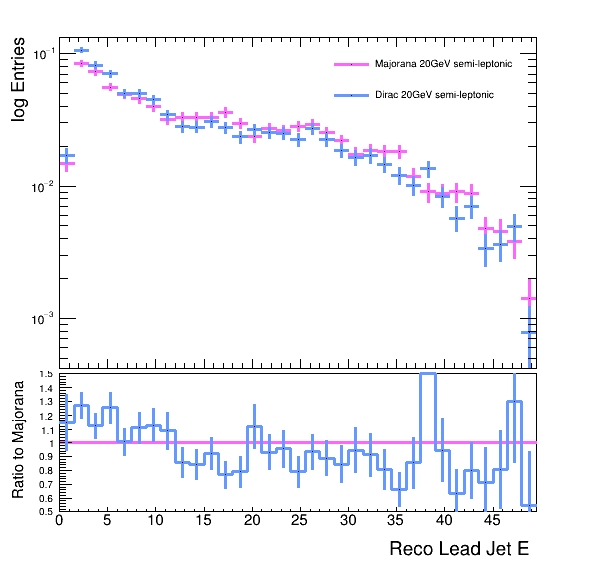 log Entries
10⁻¹
10⁻²
10⁻³
Majorana 20GeV semi-leptonic
Dirac 20GeV semi-leptonic
Ratio to Majorana
1.5
1.4
1.3
1.2
1.1
1
0.9
0.8
0.7
0.6
0.5
0 5 10 15 20 25 30 35 40 45
Reco Lead Jet E